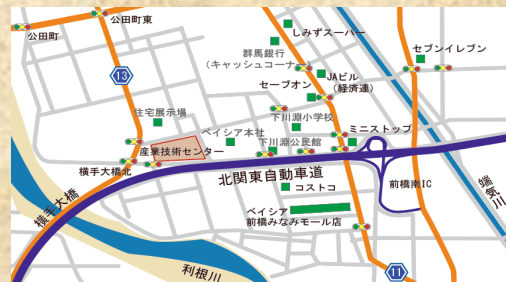 公田町東
公田町
しみずスーパー
群馬銀行
(キャッシュコーナー)
セブンイレブン
13
JAビル
(経済連)
セーブオン
住宅展示場
下川淵小学校
ベイシア本社
下川淵公民館
ミニストップ
産業技術センター
横手大橋北
北関東自動車道
前橋南IC
端気川
コストコ
横手大橋
ベイシア
前橋みなみモール店
利根川
11